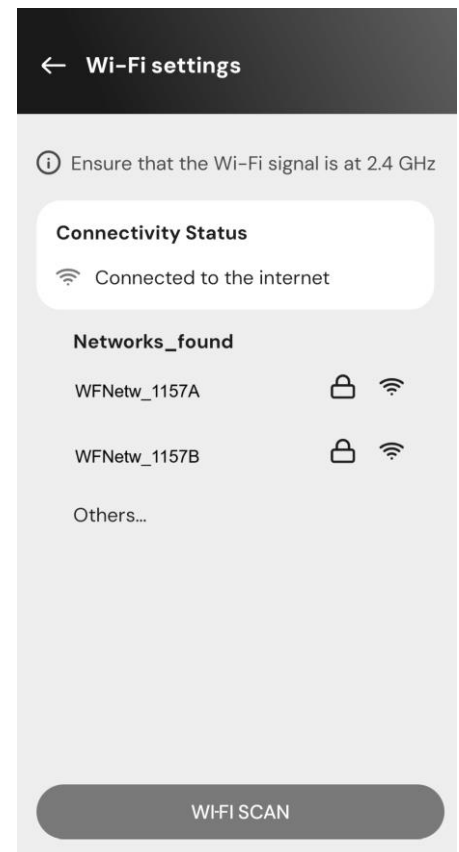 Wi-Fi settings
Ensure that the Wi-Fi signal is at 2.4 GHz
Connectivity Status
Connected to the internet
Networks_found
WFNetw_1157A
WFNetw_1157B
Others...
WI-FI SCAN